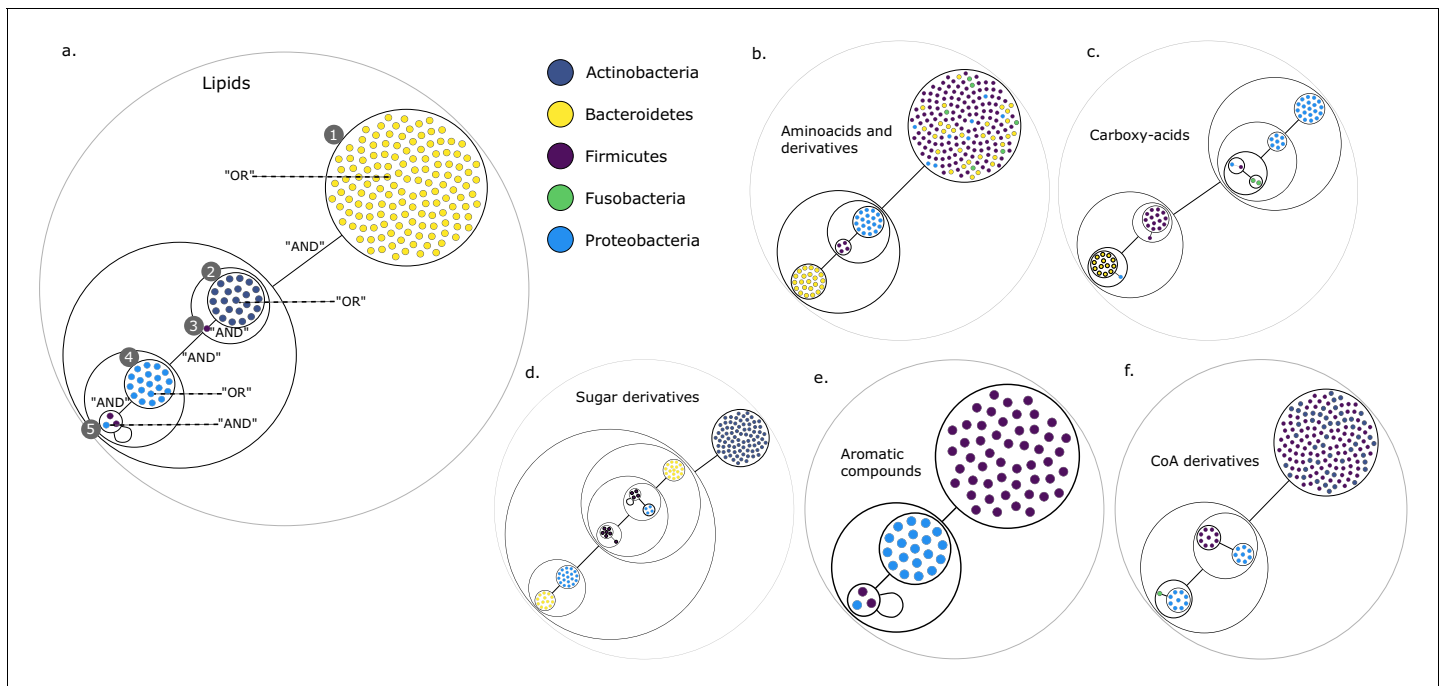 a.
Lipids
1
"OR"
"AND"
2
"OR"
3
"AND"
"AND"
4
"OR"
"AND"
"AND"
5
Actinobacteria
Bacteroidetes
Firmicutes
Fusobacteria
Proteobacteria
b.
Aminoacids and
derivatives
c.
Carboxy-acids
d.
Sugar derivatives
e.
Aromatic
compounds
f.
CoA derivatives